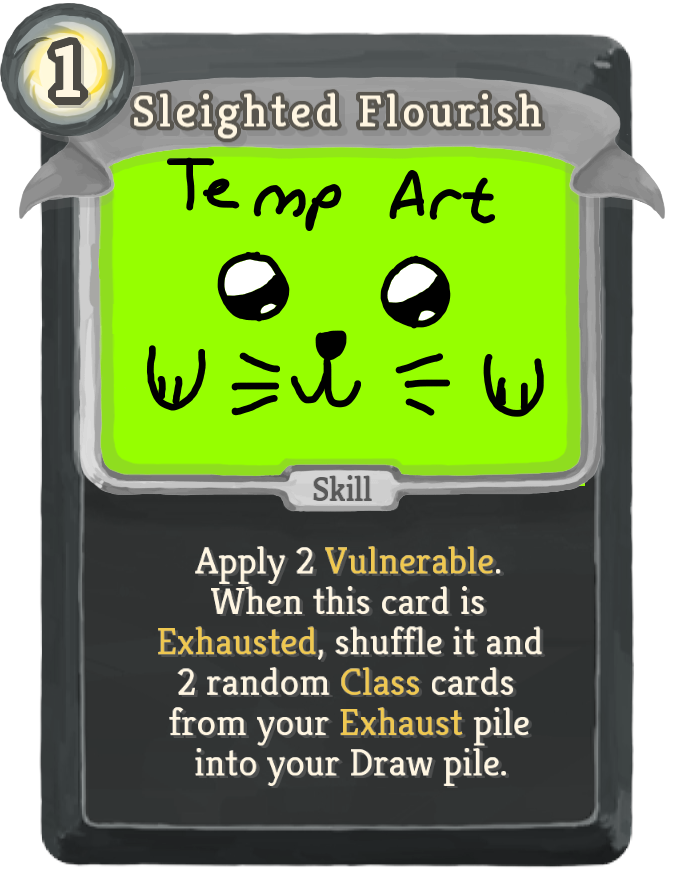 1
Sleighted Flourish
Temp Art
Skill
Apply 2 Vulnerable.
When this card is
Exhausted, shuffle it and
2 random Class cards
from your Exhaust pile
into your Draw pile.